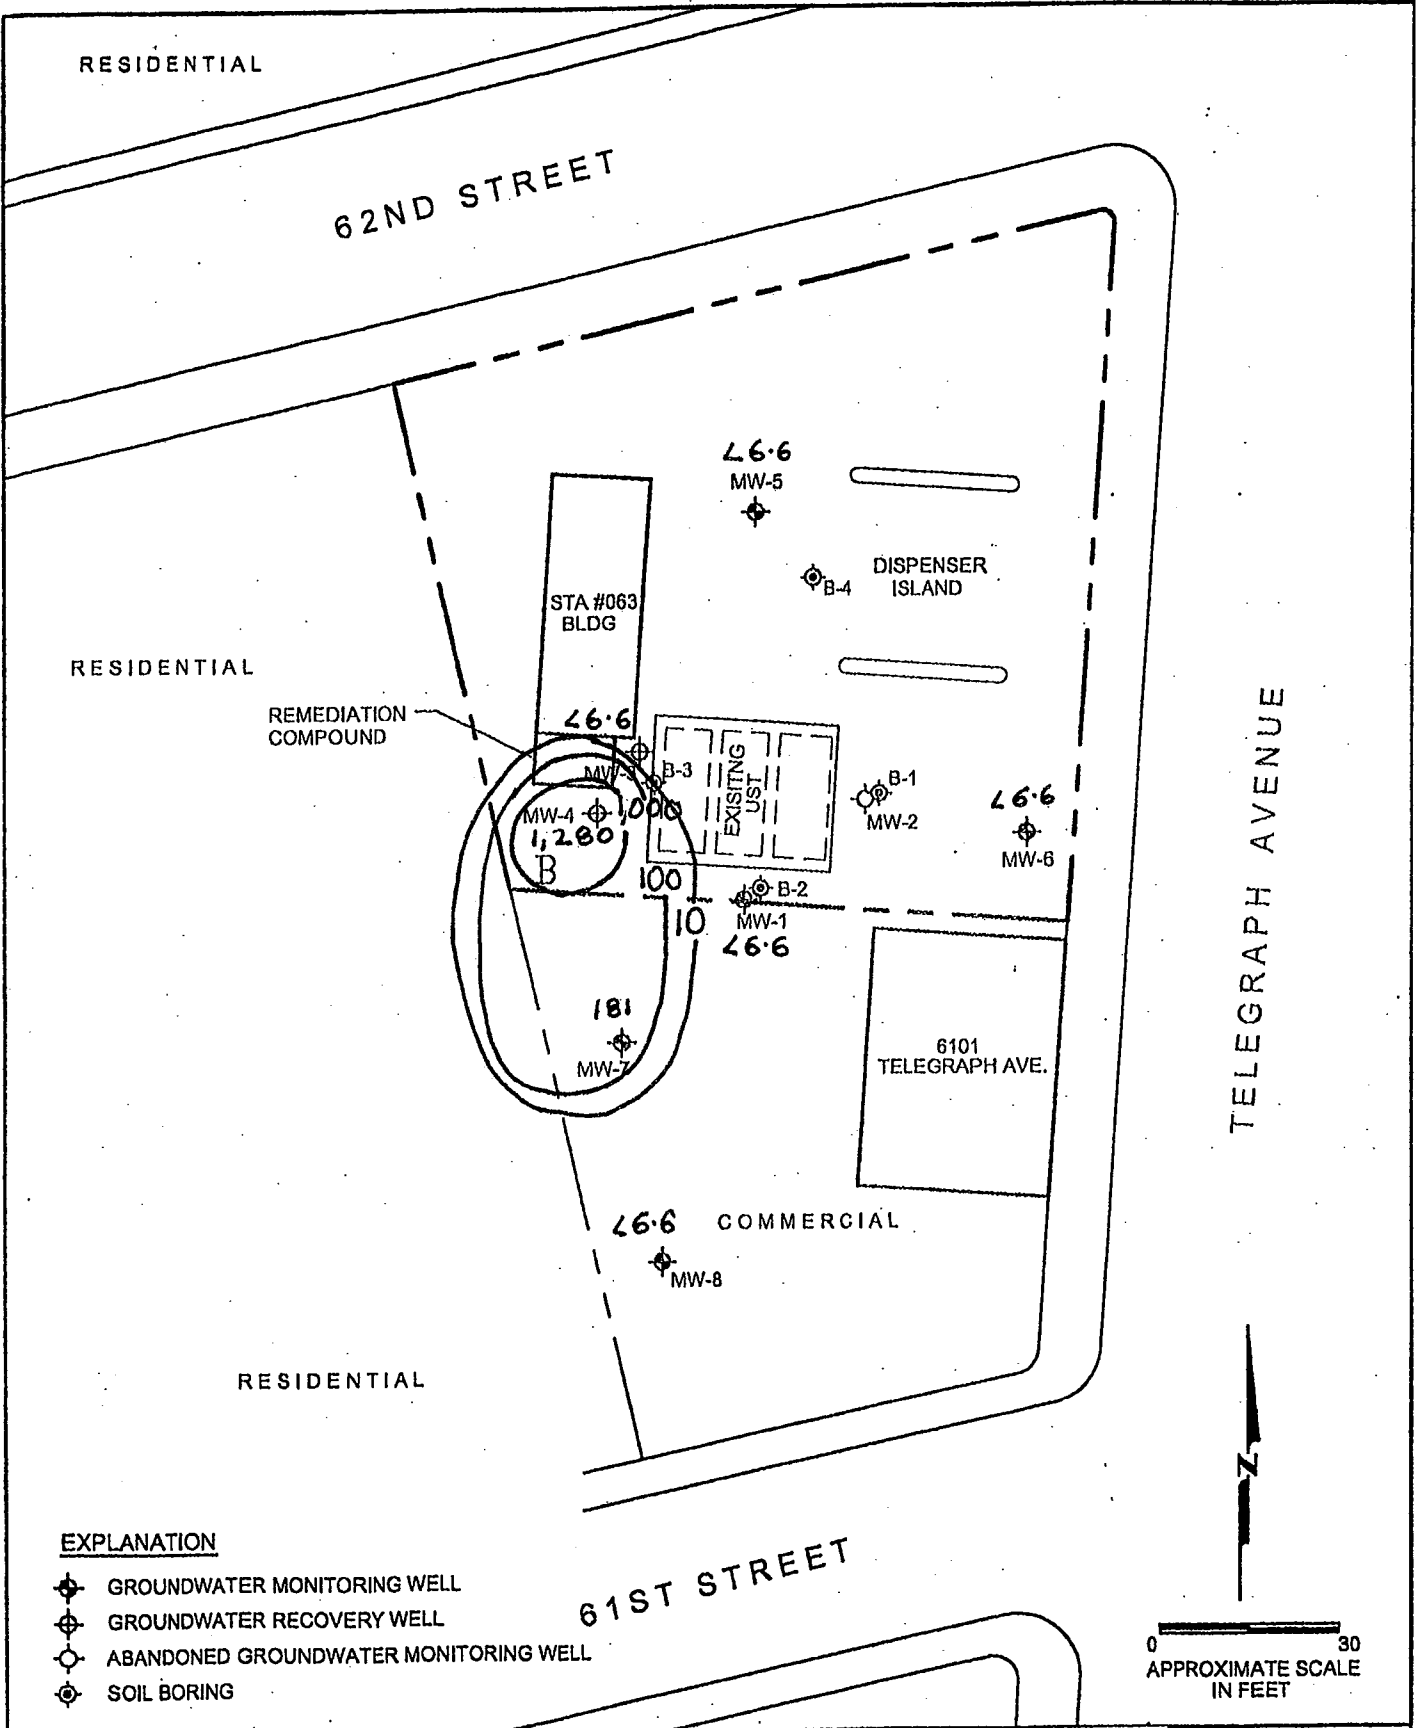 RESIDENTIAL
62ND STREET
<6.6
MW-5
DISPENSER
ISLAND
B-4
STA #063
BLDG
RESIDENTIAL
REMEDIATION
COMPOUND
<6.6
MW-3
B-3
EXISITNG
UST
B-1
MW-2
<6.6
MW-6
MW-4
1,280
1000
B
100
B-2
MW-1
<6.6
10
TELEGRAPH AVENUE
181
MW-7
6101
TELEGRAPH AVE.
<6.6
COMMERCIAL
MW-8
RESIDENTIAL
N
EXPLANATION
GROUNDWATER MONITORING WELL
GROUNDWATER RECOVERY WELL
ABANDONED GROUNDWATER MONITORING WELL
SOIL BORING
61ST STREET
0 30
APPROXIMATE SCALE
IN FEET